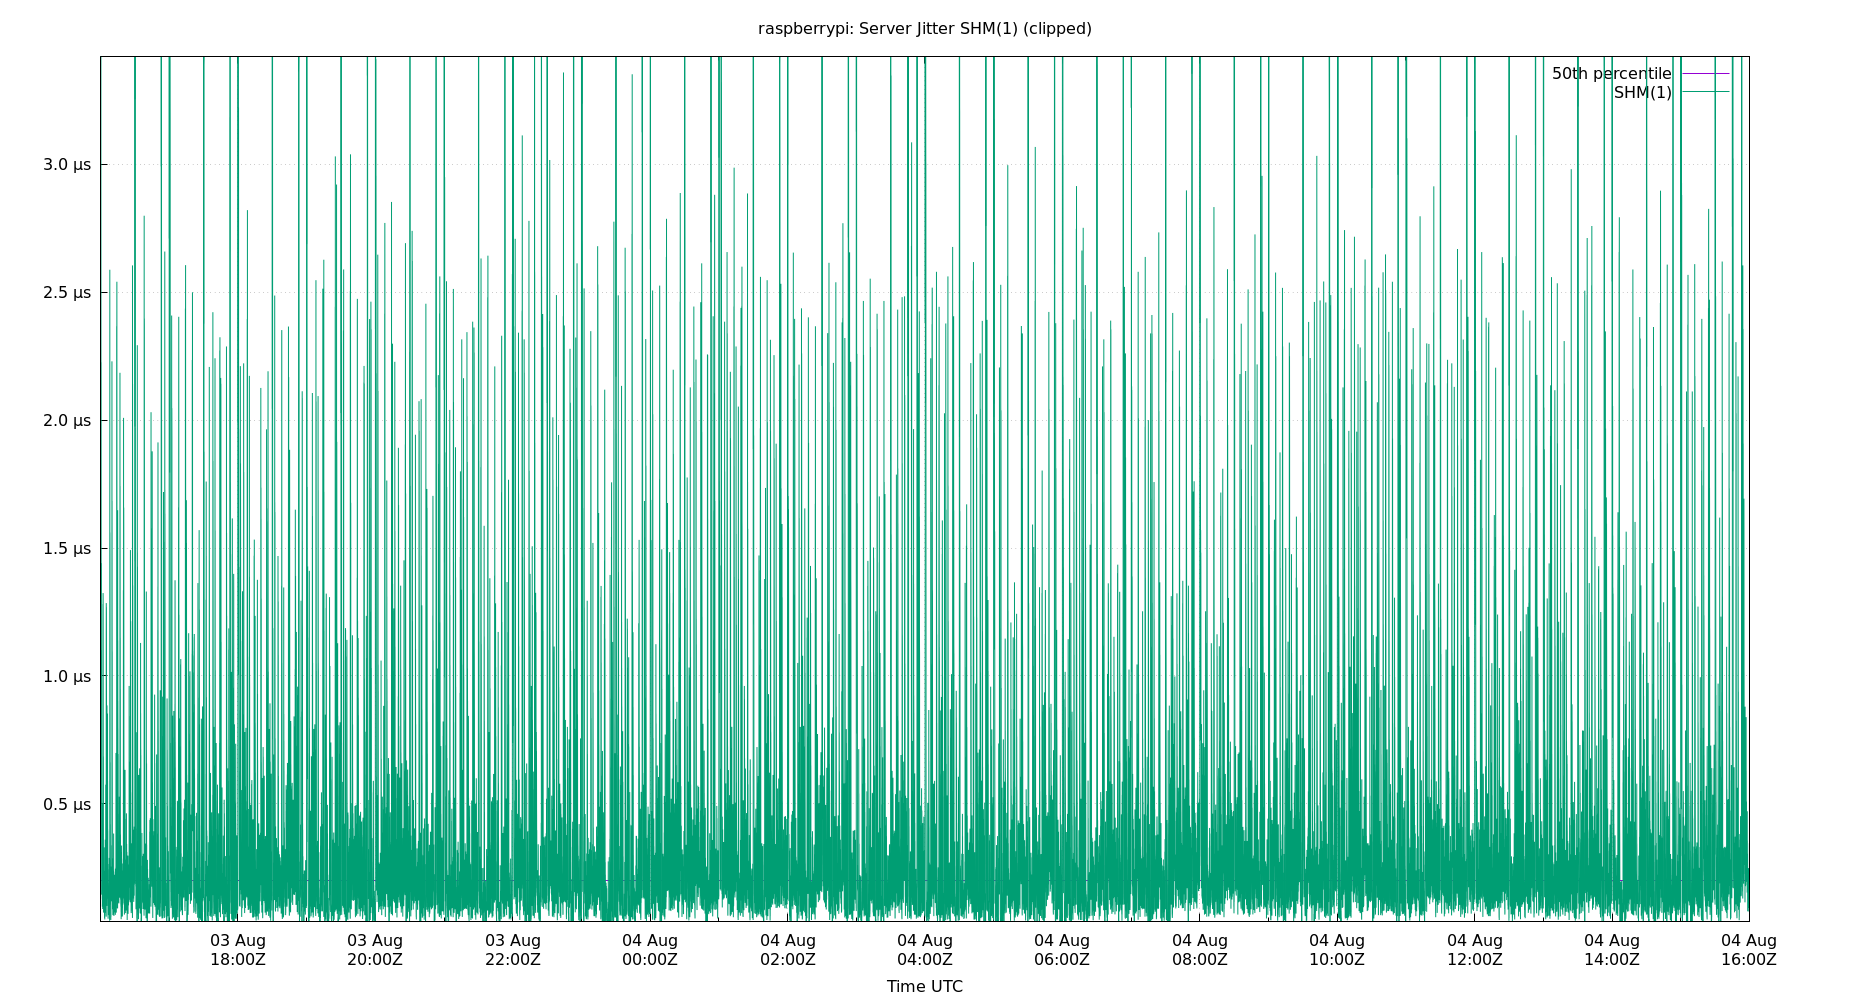 raspberrypi: Server Jitter SHM(1) (clipped)
50th percentile
SHM(1)
3.0 µs
2.5 µs
2.0 µs
1.5 µs
1.0 µs
0.5 µs
03 Aug 03 Aug 03 Aug 04 Aug 04 Aug 04 Aug 04 Aug 04 Aug 04 Aug 04 Aug 04 Aug 04 Aug
18:00Z 20:00Z 22:00Z 00:00Z 02:00Z 04:00Z 06:00Z 08:00Z 10:00Z 12:00Z 14:00Z 16:00Z
Time UTC